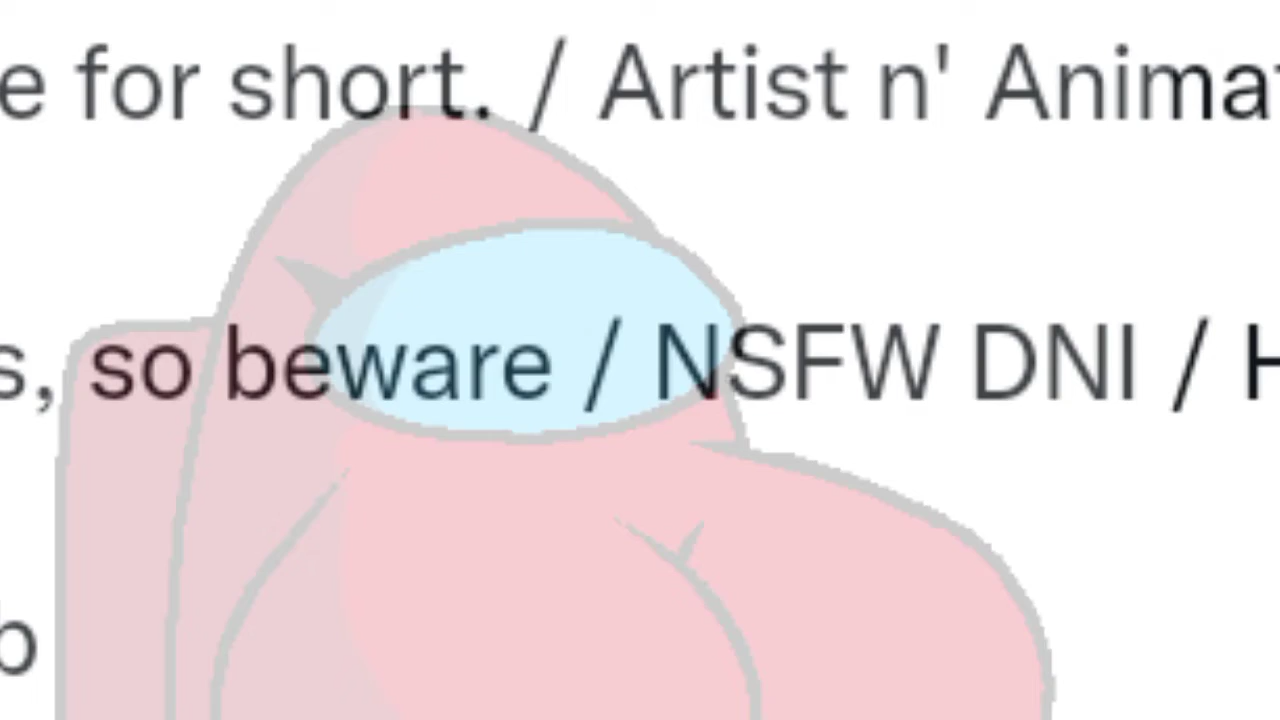 e for short. / Artist n' Anima
s, so beware / NSFW DNI / H
b